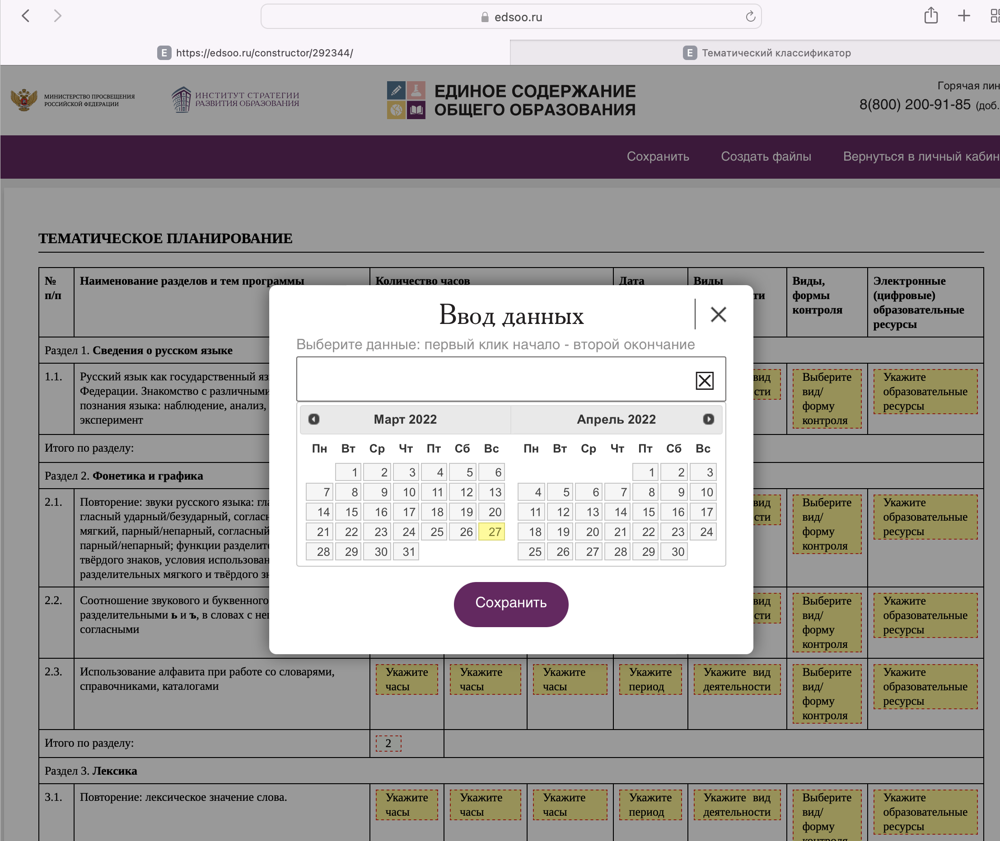 edsoo.ru
E https://edsoo.ru/constructor/292344/
E Тематический классификатор
МИНИСТЕРСТВО ПРОСВЕЩЕНИЯ
РОССИЙСКОЙ ФЕДЕРАЦИИ
ИНСТИТУТ СТРАТЕГИИ
РАЗВИТИЯ ОБРАЗОВАНИЯ
ЕДИНОЕ СОДЕРЖАНИЕ
ОБЩЕГО ОБРАЗОВАНИЯ
Горячая лин
8(800) 200-91-85 (доб.
Сохранить Создать файлы Вернуться в личный кабин
ТЕМАТИЧЕСКОЕ ПЛАНИРОВАНИЕ
№
п/п
Наименование разделов и тем программы
Количество часов
Дата
Виды
ти
Виды,
формы
контроля
Электронные
(цифровые)
образовательные
ресурсы
Ввод данных
Выберите данные: первый клик начало - второй окончание
Март 2022
Пн Вт Ср Чт Пт Сб Вс
1 2 3 4 5 6
7 8 9 10 11 12 13
14 15 16 17 18 19 20
21 22 23 24 25 26 27
28 29 30 31
Апрель 2022
Пн Вт Ср Чт Пт Сб Вс
1 2 3
4 5 6 7 8 9 10
11 12 13 14 15 16 17
18 19 20 21 22 23 24
25 26 27 28 29 30
Сохранить
Раздел 1. Сведения о русском языке
1.1.
Русский язык как государственный яз
Федерации. Знакомство с различными
познания языка: наблюдение, анализ,
эксперимент
вид
сти
Выберите
вид/
форму
контроля
Укажите
образовательные
ресурсы
Итого по разделу:
Раздел 2. Фонетика и графика
2.1.
Повторение: звуки русского языка: гла
гласный ударный/безударный, согласн
мягкий, парный/непарный, согласный
парный/непарный; функции разделите
твёрдого знаков, условия использован
разделительных мягкого и твёрдого зн
вид
сти
Выберите
вид/
форму
контроля
Укажите
образовательные
ресурсы
2.2.
Соотношение звукового и буквенного
разделительными ь и ъ, в словах с неп
согласными
вид
сти
Выберите
вид/
форму
контроля
Укажите
образовательные
ресурсы
2.3.
Использование алфавита при работе со словарями,
справочниками, каталогами
Укажите
часы
Укажите
часы
Укажите
часы
Укажите
период
Укажите вид
деятельности
Выберите
вид/
форму
контроля
Укажите
образовательные
ресурсы
Итого по разделу:
2
Раздел 3. Лексика
3.1.
Повторение: лексическое значение слова.
Укажите
часы
Укажите
часы
Укажите
часы
Укажите
период
Укажите вид
деятельности
Выберите
вид/
форму
контроля
Укажите
образовательные
ресурсы